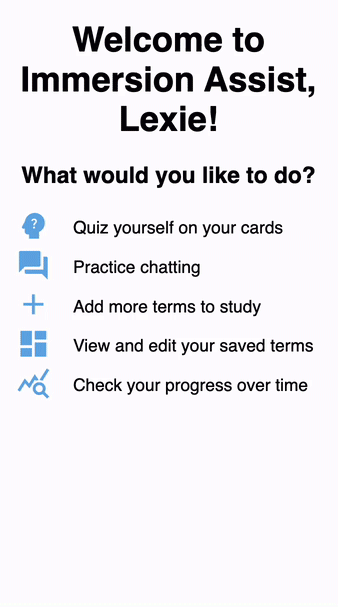 Welcome to
Immersion Assist,
Lexie!
What would you like to do?
Quiz yourself on your cards
Practice chatting
Add more terms to study
View and edit your saved terms
Check your progress over time